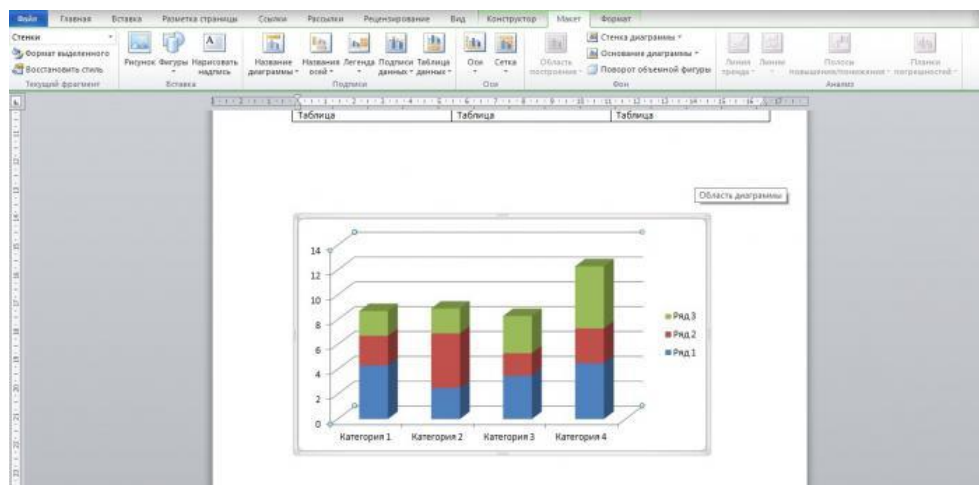 Файл Главная Вставка Разметка страницы Ссылки Рассылки Рецензирование Вид Конструктор Макет Формат
Стенки
Формат выделенного
Восстановить стиль
Текущий фрагмент
Рисунок Фигуры Нарисовать надпись
Вставка
Название диаграммы Названия осей Легенда Подписи данных Таблица данных
Подписи
Оси Сетка
Оси
Область построения
Стенка диаграммы
Основание диаграммы
Поворот объемной фигуры
Фон
Линия тренда Линии Полосы повышения/понижения Планки погрешностей
Анализ
Таблица Таблица Таблица
Область диаграммы
14
12
10
8
6
4
2
0
Категория 1 Категория 2 Категория 3 Категория 4
Ряд 3
Ряд 2
Ряд 1